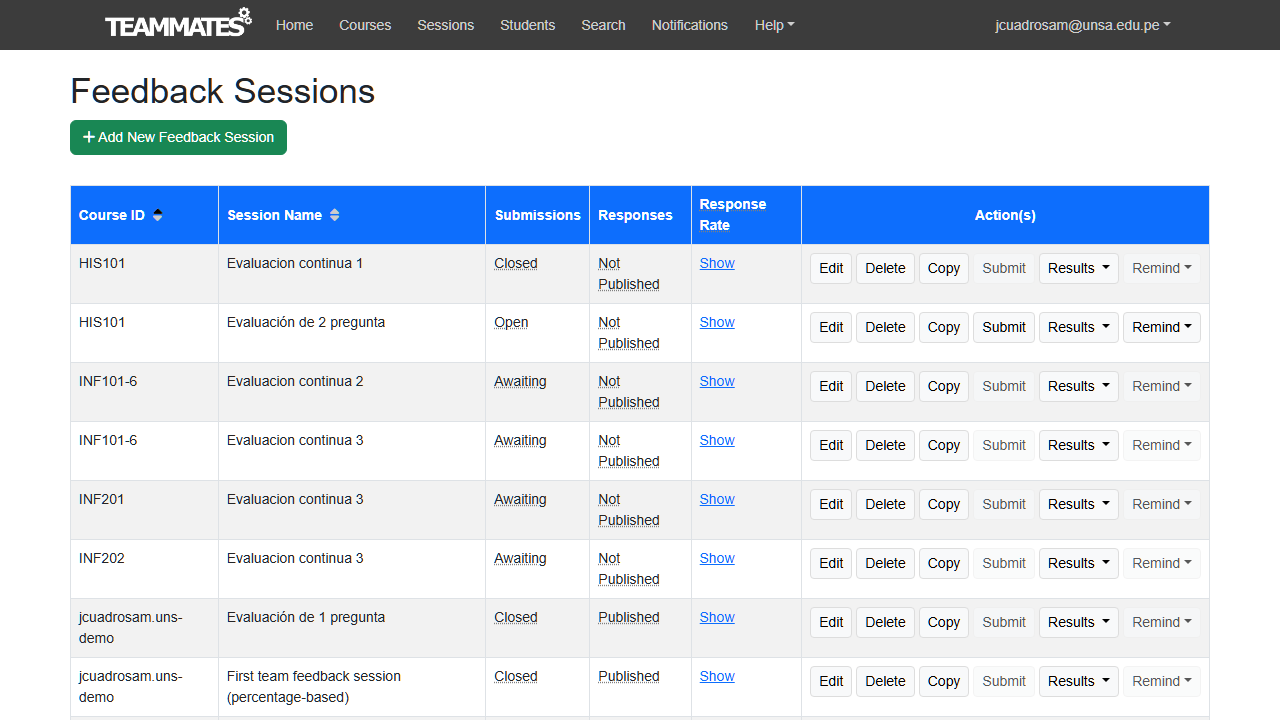 TEAMMATES Home Courses Sessions Students Search Notifications Help jcuadrosam@unsa.edu.pe
Feedback Sessions
+ Add New Feedback Session
Course ID Session Name Submissions Responses Response Rate Action(s)
HIS101 Evaluacion continua 1 Closed Not Published Show Edit Delete Copy Submit Results Remind
HIS101 Evaluación de 2 pregunta Open Not Published Show Edit Delete Copy Submit Results Remind
INF101-6 Evaluacion continua 2 Awaiting Not Published Show Edit Delete Copy Submit Results Remind
INF101-6 Evaluacion continua 3 Awaiting Not Published Show Edit Delete Copy Submit Results Remind
INF201 Evaluacion continua 3 Awaiting Not Published Show Edit Delete Copy Submit Results Remind
INF202 Evaluacion continua 3 Awaiting Not Published Show Edit Delete Copy Submit Results Remind
jcuadrosam.uns-demo Evaluación de 1 pregunta Closed Published Show Edit Delete Copy Submit Results Remind
jcuadrosam.uns-demo First team feedback session (percentage-based) Closed Published Show Edit Delete Copy Submit Results Remind